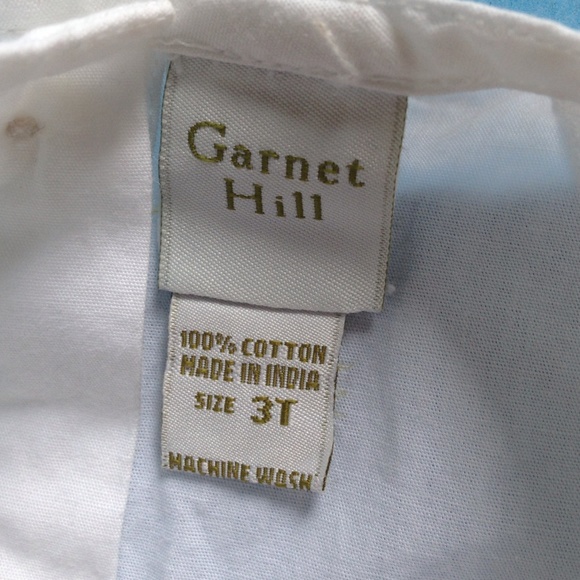 Garnet
Hill
100% COTTON
MADE IN INDIA
SIZE 3T
MACHINE WASH